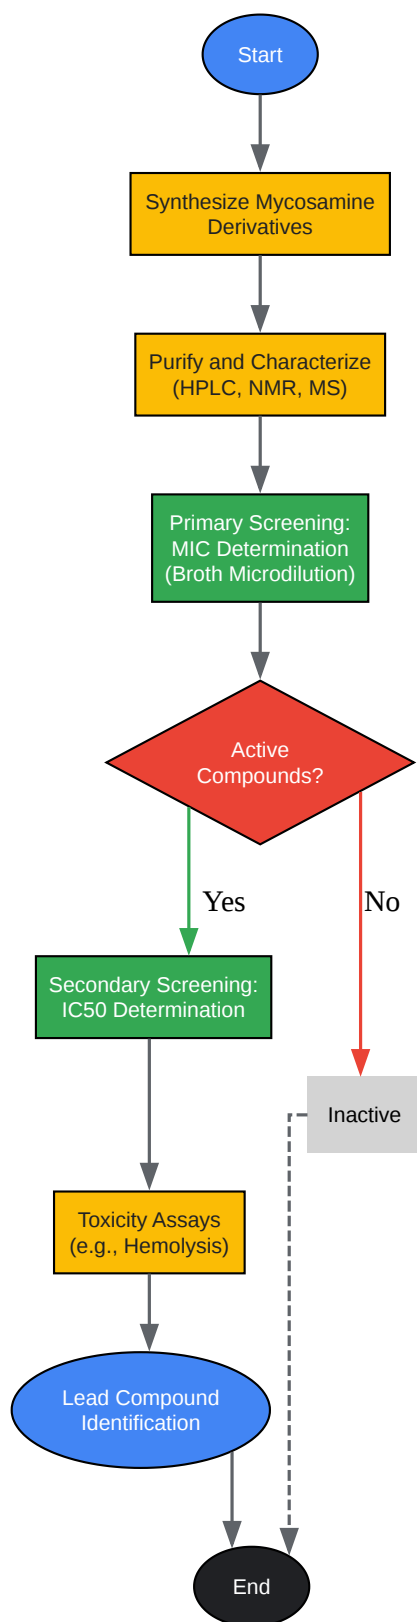 Start
Synthesize Mycosamine
Derivatives
Purify and Characterize
(HPLC, NMR, MS)
Primary Screening:
MIC Determination
(Broth Microdilution)
Active
Compounds?
Yes
No
Secondary Screening:
IC50 Determination
Inactive
Toxicity Assays
(e.g., Hemolysis)
Lead Compound
Identification
End